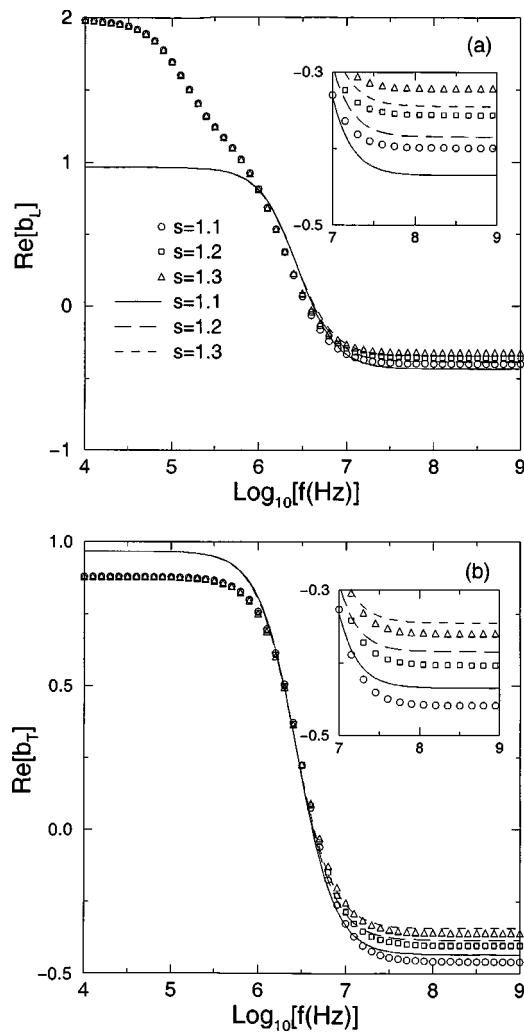 2
(a)
-0.3
1
-0.5
7 8 9
Re[b_L]
s=1.1
s=1.2
s=1.3
s=1.1
s=1.2
s=1.3
0
-1
4 5 6 7 8 9
Log10[f(Hz)]
1.0
(b)
-0.3
0.5
-0.5
7 8 9
Re[b_T]
0.0
-0.5
4 5 6 7 8 9
Log10[f(Hz)]